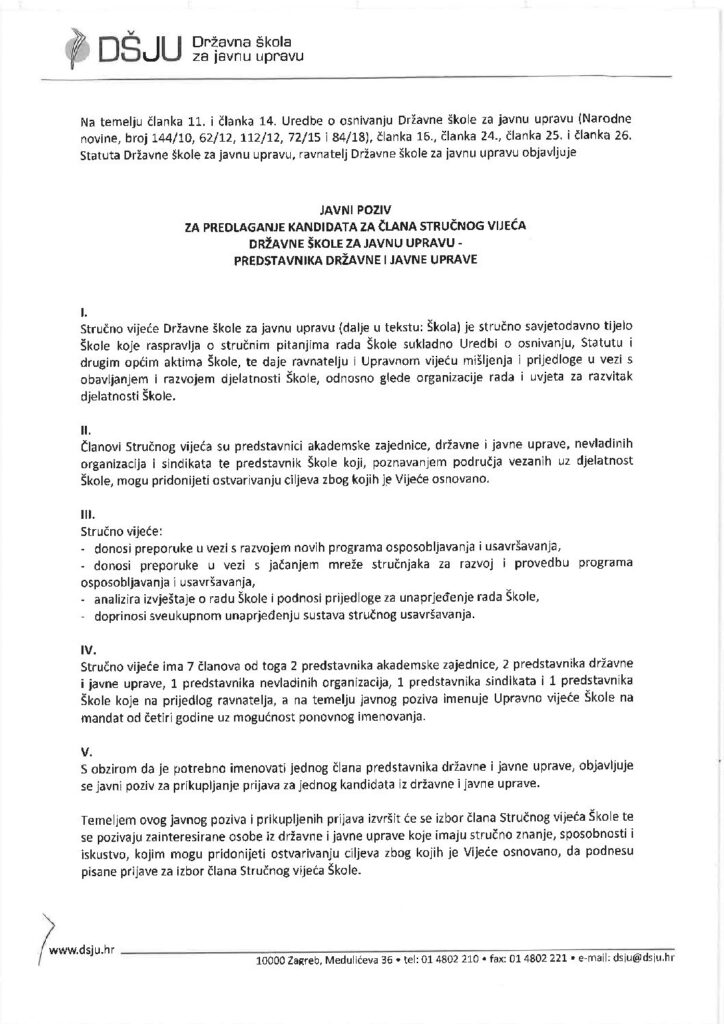 DŠJU Državna škola
za javnu upravu
Na temelju članka 11. i članka 14. Uredbe o osnivanju Državne škole za javnu upravu (Narodne
novine, broj 144/10, 62/12, 112/12, 72/15 i 84/18), članka 16., članka 24., članka 25. i članka 26.
Statuta Državne škole za javnu upravu, ravnatelj Državne škole za javnu upravu objavljuje
JAVNI POZIV
ZA PREDLAGANJE KANDIDATA ZA ČLANA STRUČNOG VIJEĆA
DRŽAVNE ŠKOLE ZA JAVNU UPRAVU -
PREDSTAVNIKA DRŽAVNE I JAVNE UPRAVE
I.
Stručno vijeće Državne škole za javnu upravu (dalje u tekstu: Škola) je stručno savjetodavno tijelo
Škole koje raspravlja o stručnim pitanjima rada Škole sukladno Uredbi o osnivanju, Statutu i
drugim općim aktima Škole, te daje ravnatelju i Upravnom vijeću mišljenja i prijedloge u vezi s
obavljanjem i razvojem djelatnosti Škole, odnosno glede organizacije rada i uvjeta za razvitak
djelatnosti Škole.
II.
Članovi Stručnog vijeća su predstavnici akademske zajednice, državne i javne uprave, nevladinih
organizacija i sindikata te predstavnik Škole koji, poznavanjem područja vezanih uz djelatnost
Škole, mogu pridonijeti ostvarivanju ciljeva zbog kojih je Vijeće osnovano.
III.
Stručno vijeće:
- donosi preporuke u vezi s razvojem novih programa osposobljavanja i usavršavanja,
- donosi preporuke u vezi s jačanjem mreže stručnjaka za razvoj i provedbu programa
osposobljavanja i usavršavanja,
- analizira izvještaje o radu Škole i podnosi prijedloge za unaprjeđenje rada Škole,
- doprinosi sveukupnom unaprjeđenju sustava stručnog usavršavanja.
IV.
Stručno vijeće ima 7 članova od toga 2 predstavnika akademske zajednice, 2 predstavnika državne
i javne uprave, 1 predstavnika nevladinih organizacija, 1 predstavnika sindikata i 1 predstavnika
Škole koje na prijedlog ravnatelja, a na temelju javnog poziva imenuje Upravno vijeće Škole na
mandat od četiri godine uz mogućnost ponovnog imenovanja.
V.
S obzirom da je potrebno imenovati jednog člana predstavnika državne i javne uprave, objavljuje
se javni poziv za prikupljanje prijava za jednog kandidata iz državne i javne uprave.
Temeljem ovog javnog poziva i prikupljenih prijava izvršit će se izbor člana Stručnog vijeća Škole te
se pozivaju zainteresirane osobe iz državne i javne uprave koje imaju stručno znanje, sposobnosti i
iskustvo, kojim mogu pridonijeti ostvarivanju ciljeva zbog kojih je Vijeće osnovano, da podnesu
pisane prijave za izbor člana Stručnog vijeća Škole.
www.dsju.hr
10000 Zagreb, Medulićeva 36 • tel: 01 4802 210 • fax: 01 4802 221 • e-mail: dsju@dsju.hr